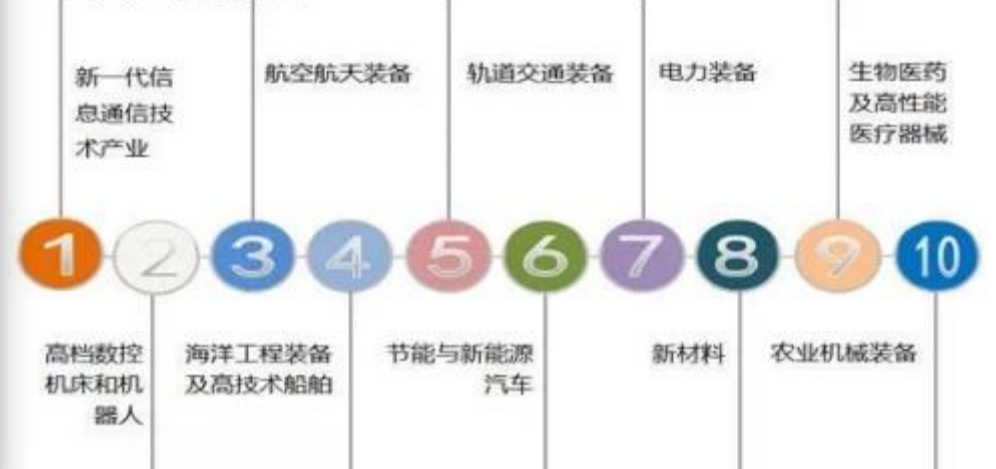 新一代信
息通信技
术产业
航空航天装备
轨道交通装备
电力装备
生物医药
及高性能
医疗器械
1
2
3
4
5
6
7
8
9
10
高档数控
机床和机
器人
海洋工程装备
及高技术船舶
节能与新能源
汽车
新材料
农业机械装备